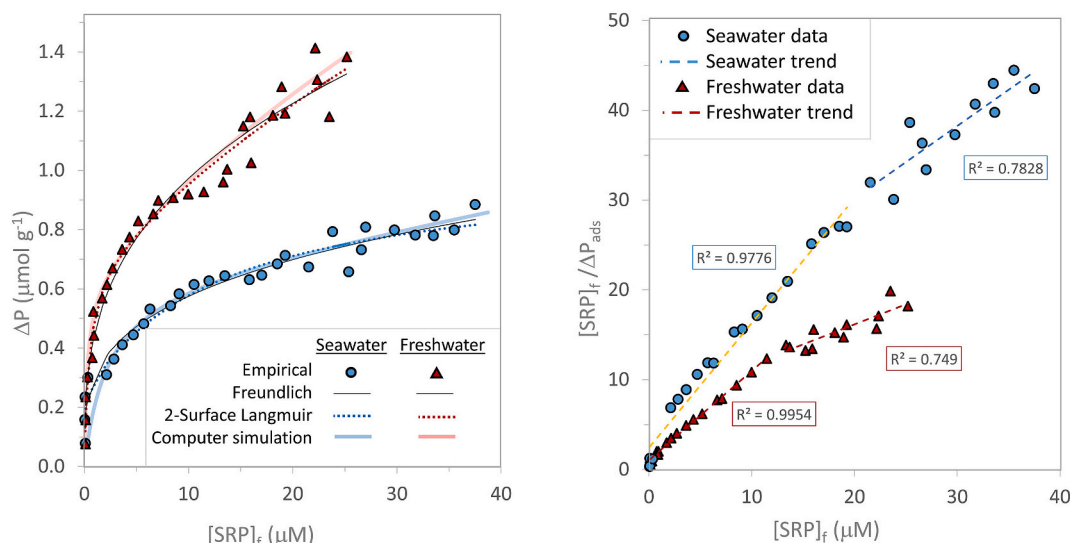 1.4
1.2
1.0
0.8
0.6
0.4
0.2
0.0
ΔP (µmol g⁻¹)
Seawater Freshwater
Empirical
Freundlich
2-Surface Langmuir
Computer simulation
0 10 20 30 40
[SRP]f (µM)
50
40
30
20
10
0
[SRP]f /ΔPads
Seawater data
Seawater trend
Freshwater data
Freshwater trend
R² = 0.7828
R² = 0.9776
R² = 0.749
R² = 0.9954
0 10 20 30 40
[SRP]f (µM)